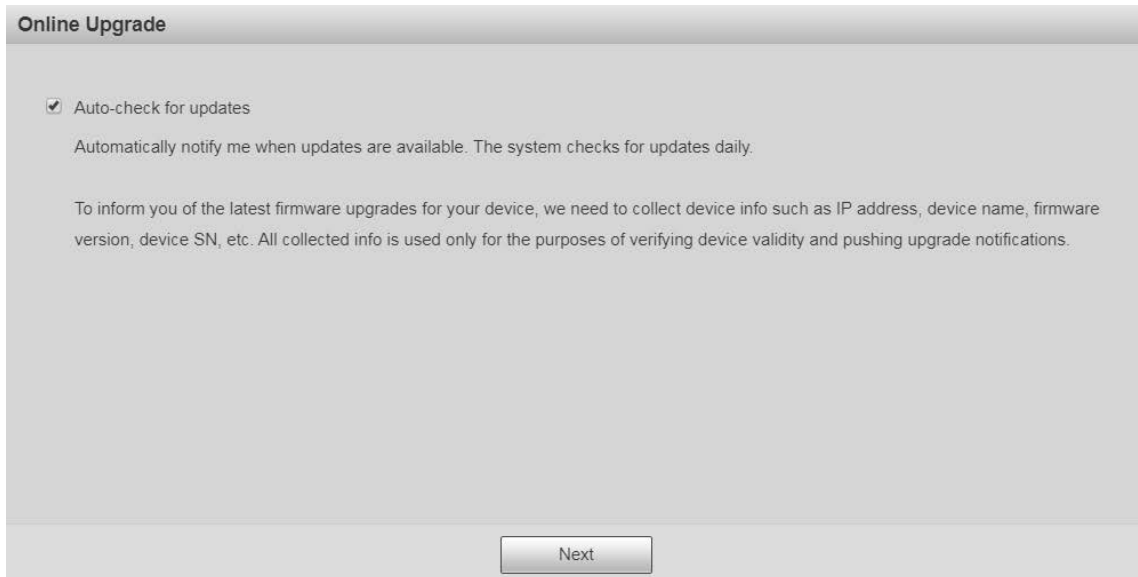 Online Upgrade
Auto-check for updates
Automatically notify me when updates are available. The system checks for updates daily.
To inform you of the latest firmware upgrades for your device, we need to collect device info such as IP address, device name, firmware
version, device SN, etc. All collected info is used only for the purposes of verifying device validity and pushing upgrade notifications.
Next